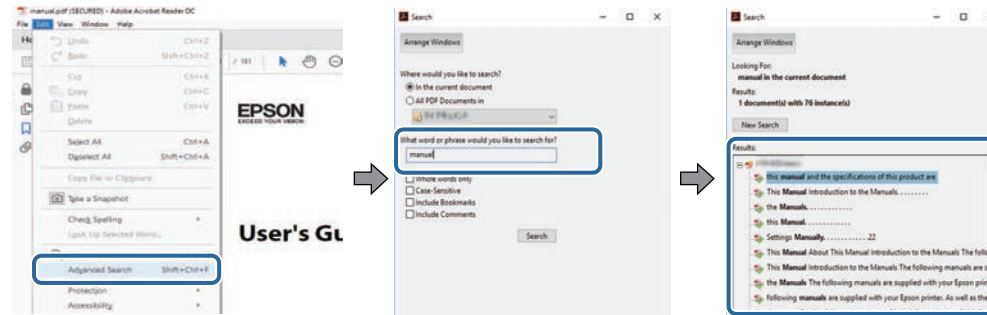 manual.pdf (SECURED) - Adobe Acrobat Reader DC
File Edit View Window Help
Undo Ctrl+Z
Shift+Ctrl+Z
Cut Ctrl+X
Copy Ctrl+C
Paste Ctrl+V
Delete
Select All Ctrl+A
Deselect All Shift+Ctrl+A
Copy File to Clipboard
Take a Snapshot
Check Spelling
Look Up Selected Word...
Advanced Search Shift+Ctrl+F
Protection
Accessibility
/ 181
EPSON
EXCEED YOUR VISION
User's Gu
Search
Arrange Windows
Where would you like to search?
In the current document
All PDF Documents in
What word or phrase would you like to search for?
manual
Whole words only
Case-Sensitive
Include Bookmarks
Include Comments
Search
Search
Arrange Windows
Looking For:
manual in the current document
Results:
1 document(s) with 76 instance(s)
New Search
Results:
this manual and the specifications of this product are
This Manual Introduction to the Manuals.........
the Manuals.............
this Manual............
Settings Manually............22
This Manual About This Manual Introduction to the Manuals The follo
This Manual Introduction to the Manuals The following manuals are s
the Manuals The following manuals are supplied with your Epson prin
following manuals are supplied with your Epson printer. As well as the